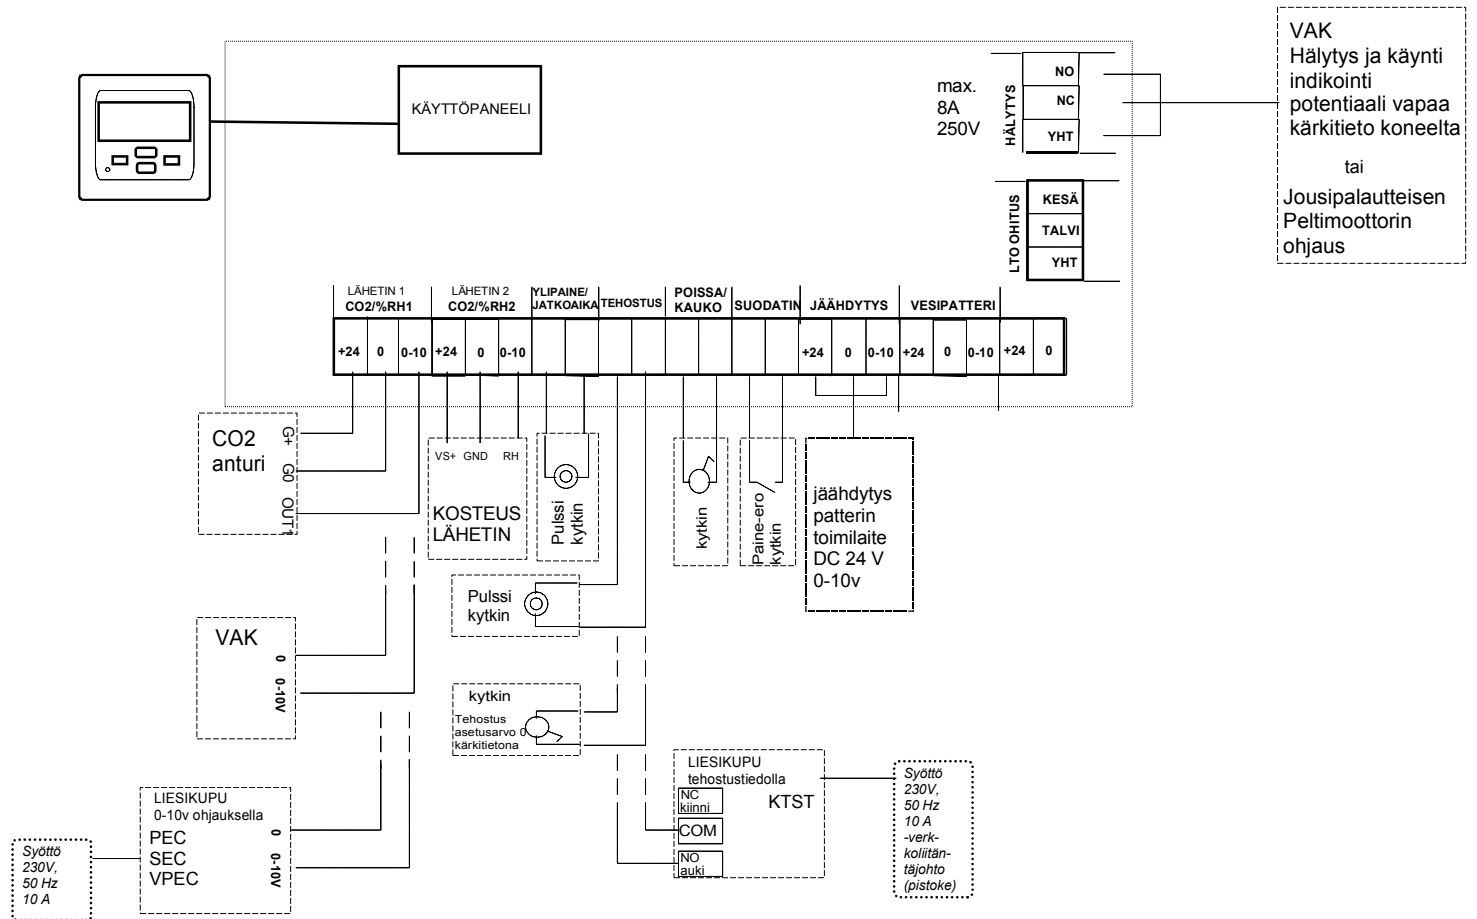 KÄYTTÖPANEELI
max.
8A
250V
HÄLYTYS
NO
NC
YHT
VAK
Hälytys ja käynti
indikointi
potentiaali vapaa
kärkitieto koneelta
tai
Jousipalautteisen
Peltimoottorin
ohjaus
LTO OHITUS
KESÄ
TALVI
YHT
LÄHETIN 1
CO2/%RH1
LÄHETIN 2
CO2/%RH2
YLIPAINE/
JATKOAIKA
TEHOSTUS
POISSA/
KAUKO
SUODATIN
JÄÄHDYTYS
VESIPATTERI
+24 0 0-10 +24 0 0-10 +24 0 0-10 +24 0 0-10 +24 0
CO2
anturi
G+
G0
OUT1
VS+ GND RH
KOSTEUS
LÄHETIN
Pulssi
kytkin
kytkin
Paine-ero
kytkin
jäähdytys
patterin
toimilaite
DC 24 V
0-10v
Pulssi
kytkin
VAK
0
0-10V
kytkin
Tehostus
asetusarvo 0
kärkitietona
LIESIKUPU
tehostustiedolla
KTST
NC
kiinni
COM
NO
auki
Syöttö
230V,
50 Hz
10 A
-verk-
koliitän-
täjohto
(pistoke)
LIESIKUPU
0-10v ohjauksella
PEC
SEC
VPEC
0
0-10V
Syöttö
230V,
50 Hz
10 A